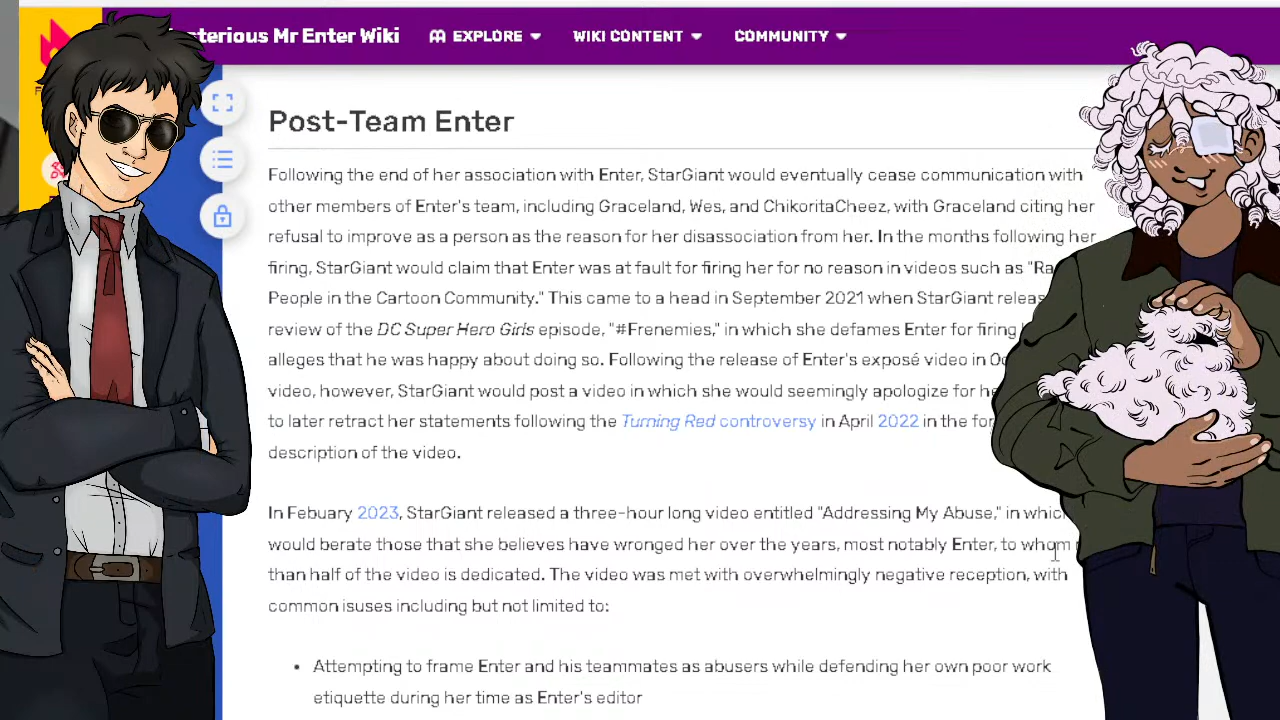 sterious Mr Enter Wiki EXPLORE WIKI CONTENT COMMUNITY
Post-Team Enter
Following the end of her association with Enter, StarGiant would eventually cease communication with
other members of Enter's team, including Graceland, Wes, and ChikoritaCheez, with Graceland citing her
refusal to improve as a person as the reason for her disassociation from her. In the months following her
firing, StarGiant would claim that Enter was at fault for firing her for no reason in videos such as "Ra
People in the Cartoon Community." This came to a head in September 2021 when StarGiant releas
review of the DC Super Hero Girls episode, "#Frenemies," in which she defames Enter for firing
alleges that he was happy about doing so. Following the release of Enter's exposé video in Oc
video, however, StarGiant would post a video in which she would seemingly apologize for he
to later retract her statements following the Turning Red controversy in April 2022 in the for
description of the video.
In Febuary 2023, StarGiant released a three-hour long video entitled "Addressing My Abuse," in which
would berate those that she believes have wronged her over the years, most notably Enter, to whom
than half of the video is dedicated. The video was met with overwhelmingly negative reception, with
common isuses including but not limited to:
• Attempting to frame Enter and his teammates as abusers while defending her own poor work
etiquette during her time as Enter's editor